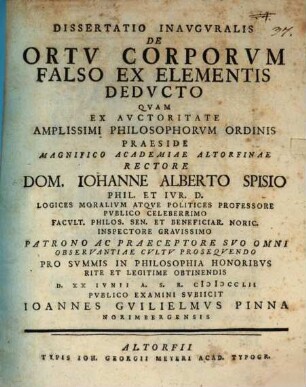 97.
DISSERTATIO INAVGVRALIS
DE
ORTV CORPORVM
FALSO EX ELEMENTIS
DEDVCTO
QVAM
EX AVCTORITATE
AMPLISSIMI PHILOSOPHORVM ORDINIS
PRAESIDE
MAGNIFICO ACADEMIAE ALTORFINAE
RECTORE
DOM. IOHANNE ALBERTO SPISIO
PHIL. ET IVR. D.
LOGICES MORALIVM ATQVE POLITICES PROFESSORE
PVBLICO CELEBERRIMO
FACVLT. PHILOS. SEN. ET BENEFICIAR. NORIC.
INSPECTORE GRAVISSIMO
PATRONO AC PRAECEPTORE SVO OMNI
OBSERVANTIAE CVLTV PROSEQVENDO
PRO SVMMIS IN PHILOSOPHIA HONORIBVS
RITE ET LEGITIME OBTINENDIS
D. XX IVNII A. S. R. cIↃIↃccLII
PVBLICO EXAMINI SVBIICIT
IOANNES GVILIELMVS PINNA
NORIMBERGENSIS
ALTORFII
TYPIS IOH. GEORGII MEYERI ACAD. TYPOGR.